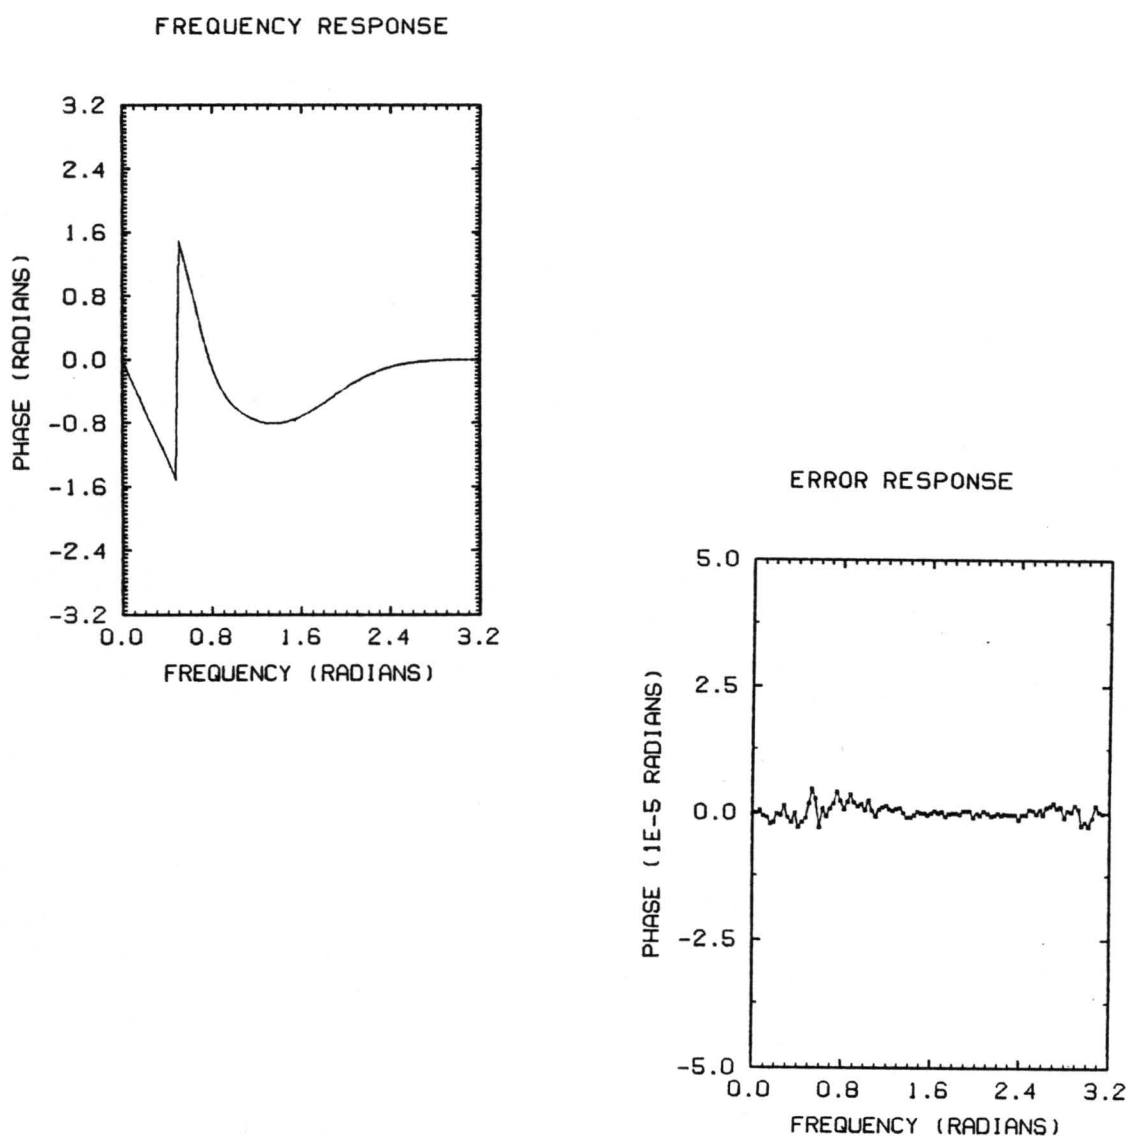 FREQUENCY RESPONSE
3.2
2.4
1.6
0.8
0.0
-0.8
-1.6
-2.4
-3.2
PHASE (RADIANS)
0.0 0.8 1.6 2.4 3.2
FREQUENCY (RADIANS)
ERROR RESPONSE
5.0
2.5
0.0
-2.5
-5.0
PHASE (1E-5 RADIANS)
0.0 0.8 1.6 2.4 3.2
FREQUENCY (RADIANS)